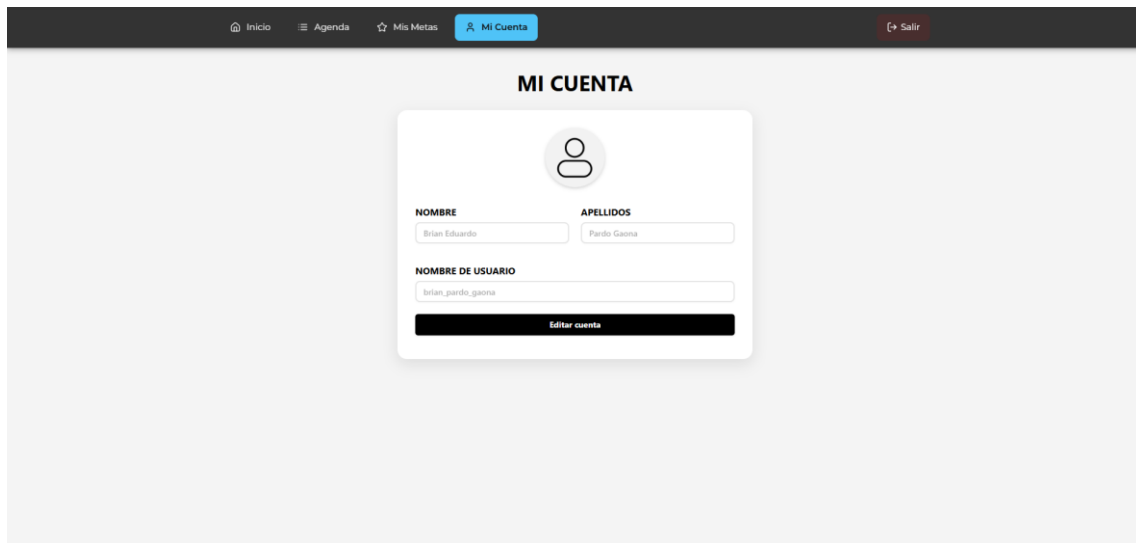 Inicio Agenda Mis Metas Mi Cuenta Salir
MI CUENTA
NOMBRE APELLIDOS
Brian Eduardo Pardo Gaona
NOMBRE DE USUARIO
brian_pardo_gaona
Editar cuenta